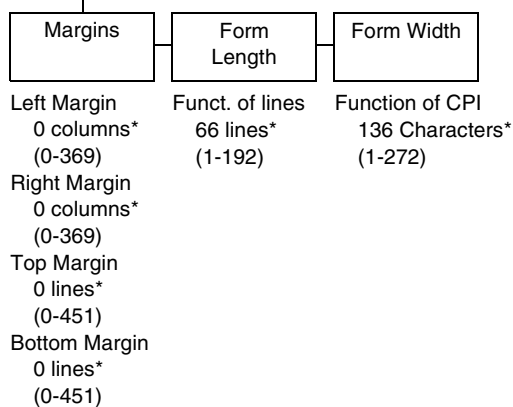 Margins
Form
Length
Form Width
Left Margin
0 columns*
(0-369)
Right Margin
0 columns*
(0-369)
Top Margin
0 lines*
(0-451)
Bottom Margin
0 lines*
(0-451)
Funct. of lines
66 lines*
(1-192)
Function of CPI
136 Characters*
(1-272)